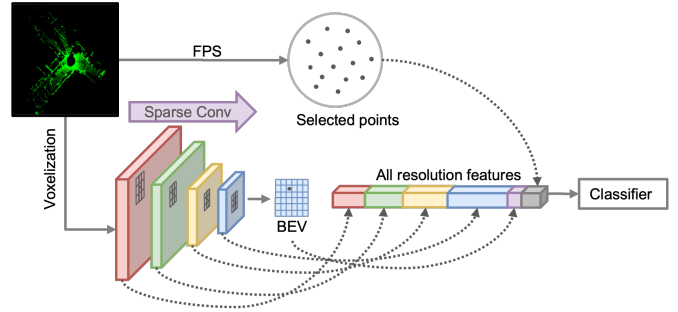 FPS
Sparse Conv
Selected points
Voxelization
All resolution features
Classifier
BEV